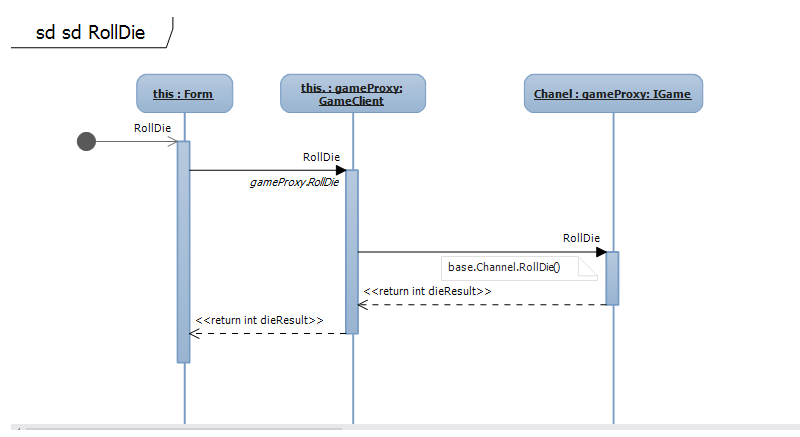 sd sd RollDie
this : Form
this. : gameProxy:
GameClient
Chanel : gameProxy: IGame
RollDie
RollDie
gameProxy.RollDie
RollDie
base.Channel.RollDie()
<<return int dieResult>>
<<return int dieResult>>